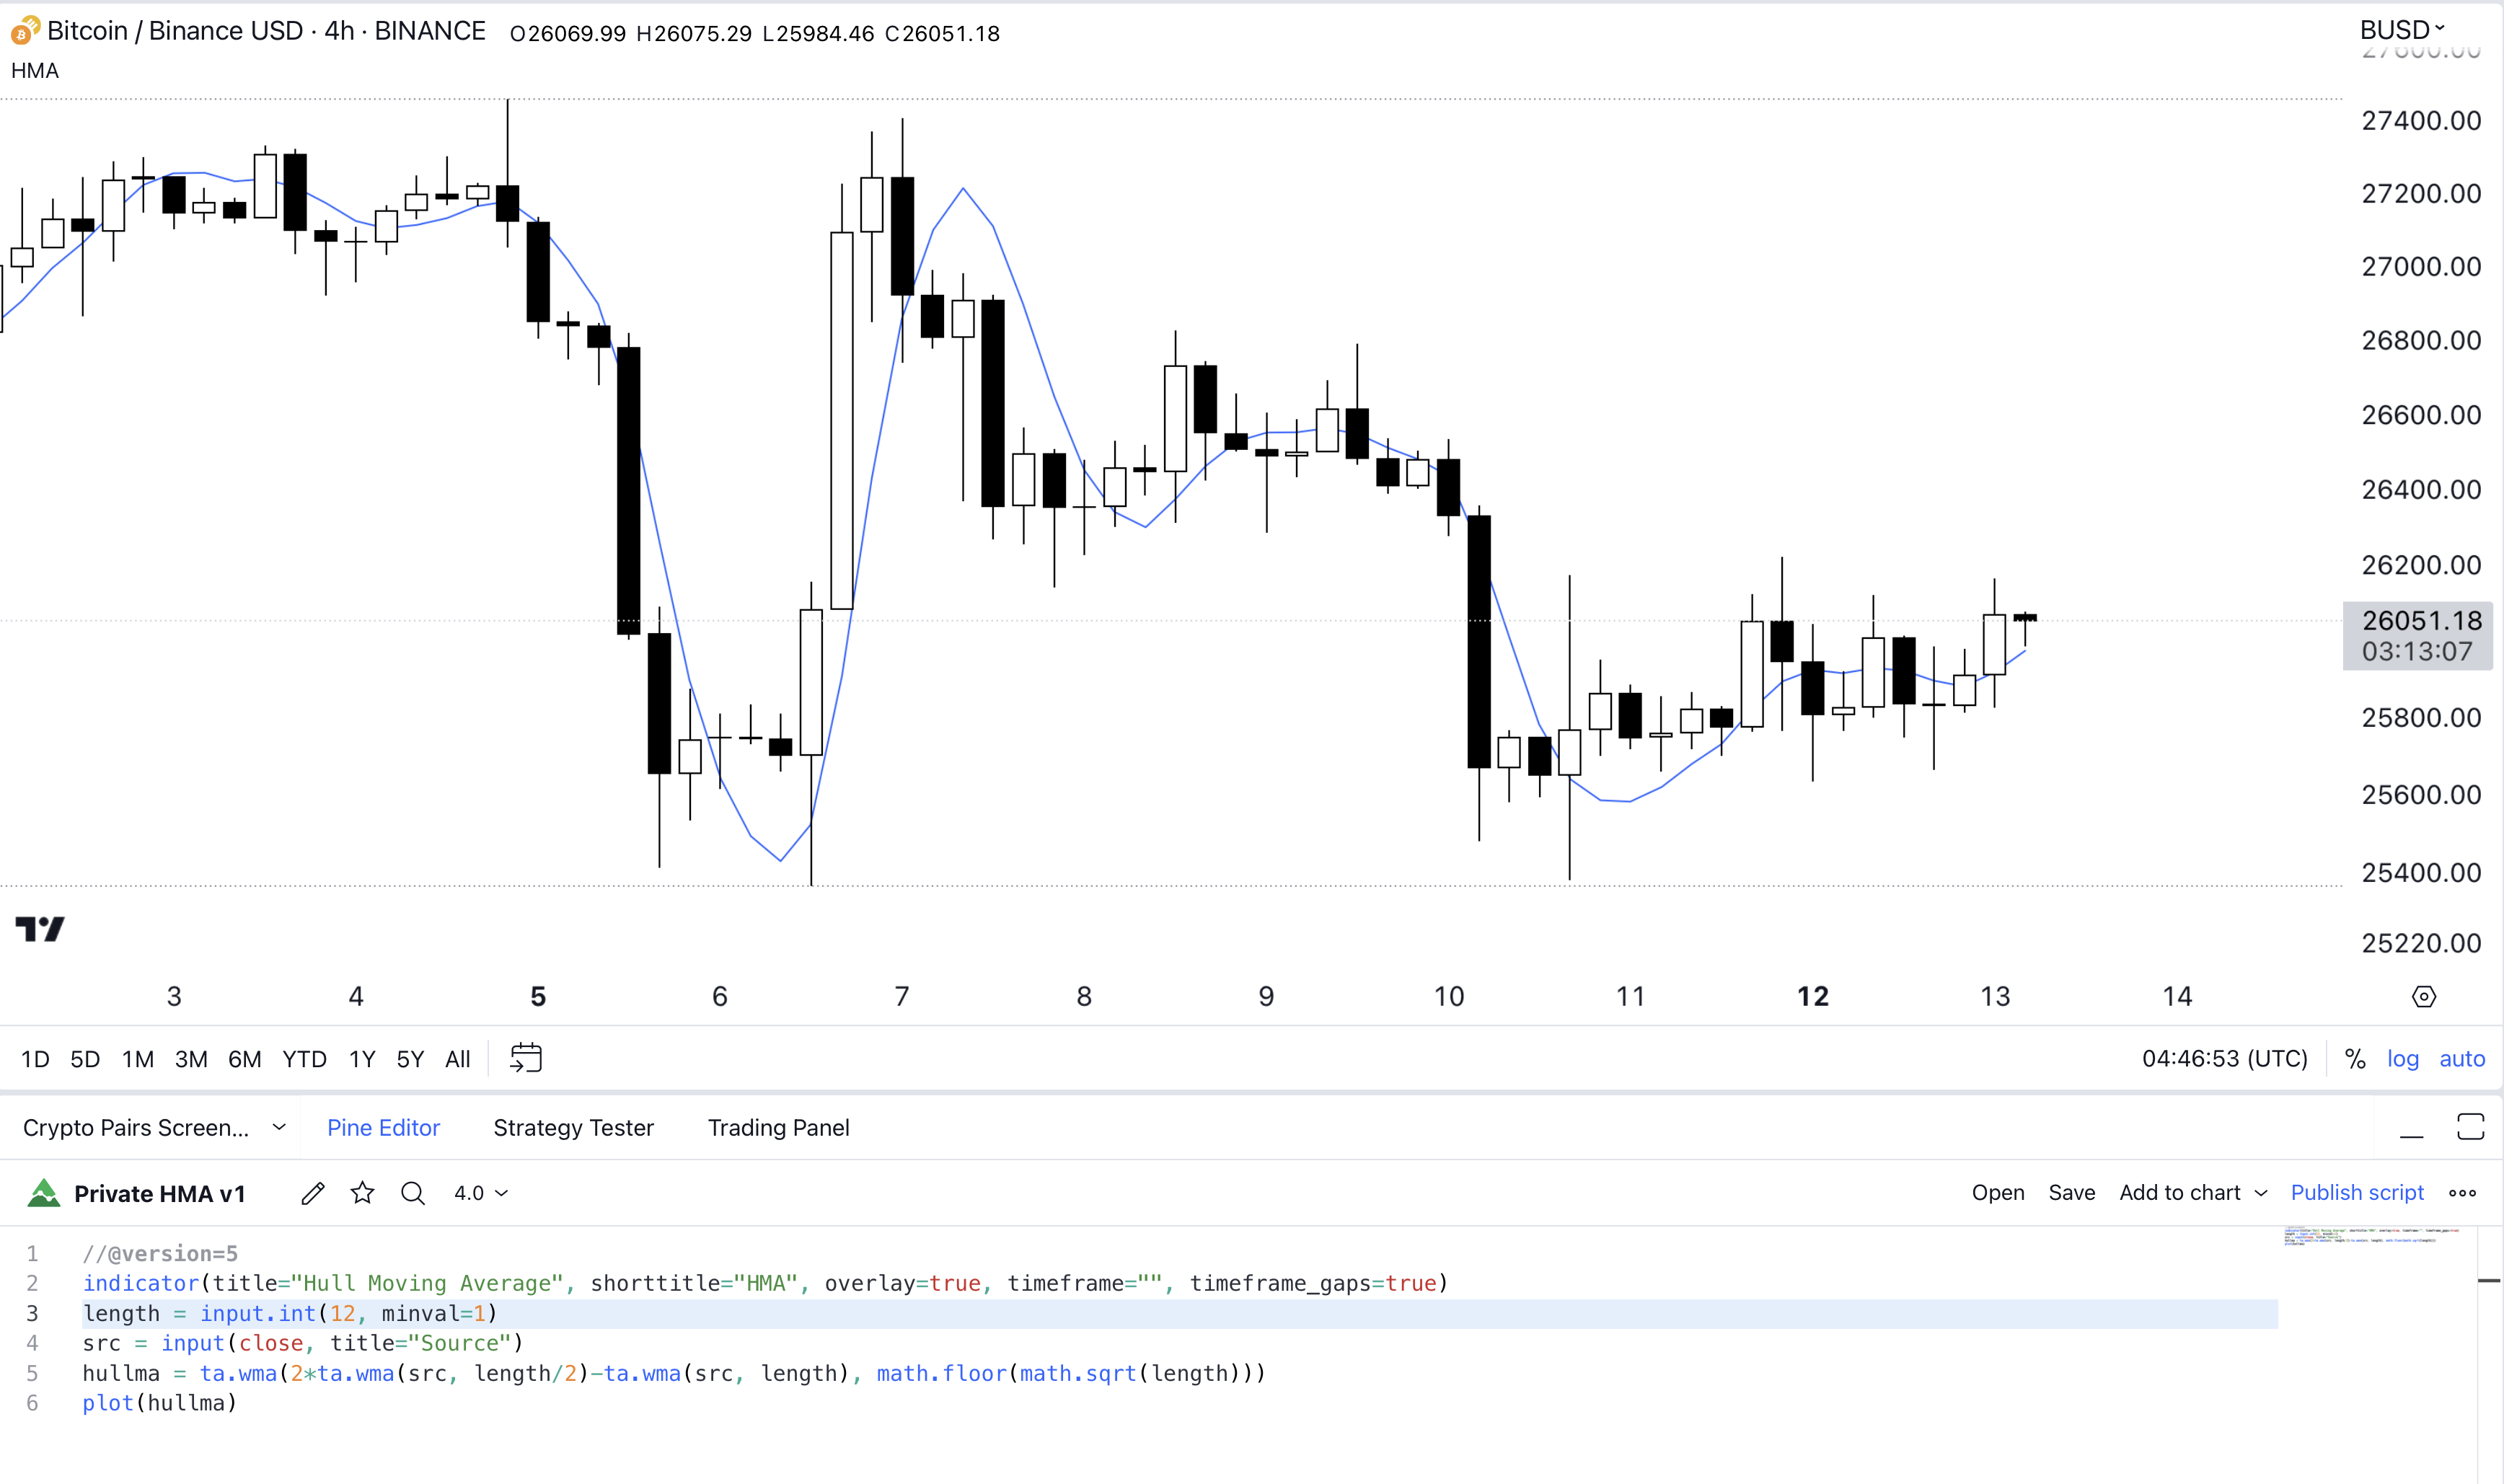 Bitcoin / Binance USD · 4h · BINANCE O26069.99 H26075.29 L25984.46 C26051.18
BUSD
HMA
27600.00
27400.00
27200.00
27000.00
26800.00
26600.00
26400.00
26200.00
26051.18
03:13:07
25800.00
25600.00
25400.00
25220.00
3 4 5 6 7 8 9 10 11 12 13 14
1D 5D 1M 3M 6M YTD 1Y 5Y All
04:46:53 (UTC) % log auto
Crypto Pairs Screen... Pine Editor Strategy Tester Trading Panel
Private HMA v1 4.0 Open Save Add to chart Publish script
1 //@version=5
2 indicator(title="Hull Moving Average", shorttitle="HMA", overlay=true, timeframe="", timeframe_gaps=true)
3 length = input.int(12, minval=1)
4 src = input(close, title="Source")
5 hullma = ta.wma(2*ta.wma(src, length/2)-ta.wma(src, length), math.floor(math.sqrt(length)))
6 plot(hullma)